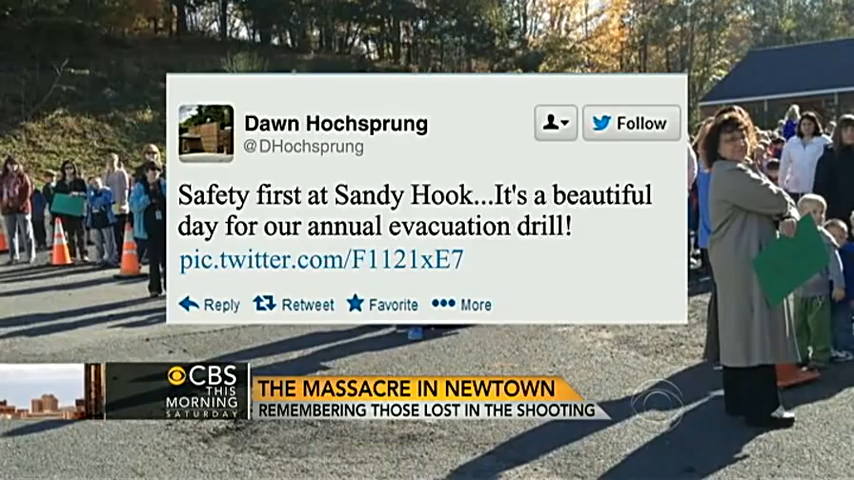 Dawn Hochsprung
@DHochsprung
Follow
Safety first at Sandy Hook...It's a beautiful
day for our annual evacuation drill!
pic.twitter.com/F1121xE7
Reply Retweet Favorite More
CBS
THIS
MORNING
SATURDAY
THE MASSACRE IN NEWTOWN
REMEMBERING THOSE LOST IN THE SHOOTING